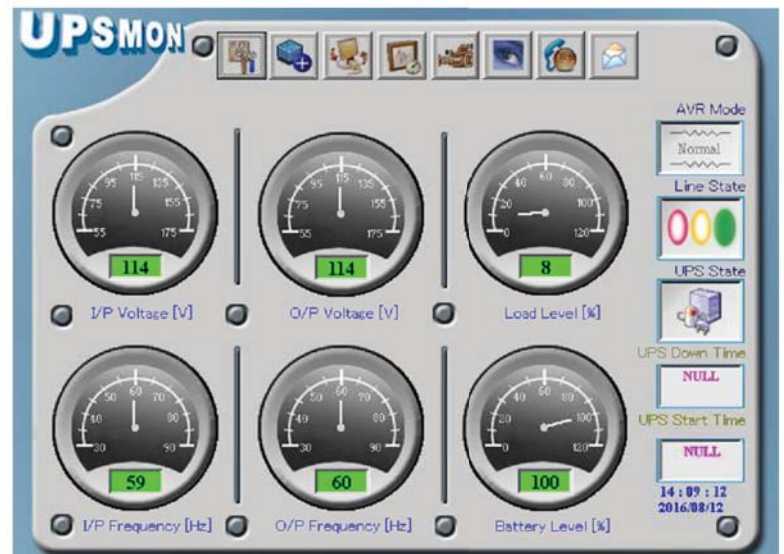 UPSMON
AVR Mode
Normal
Line State
UPS State
UPS Down Time
NULL
UPS Start Time
NULL
14 : 09 : 12
2016/08/12
55 75 95 115 135 155 175
114
I/P Voltage [V]
55 75 95 115 135 155 175
114
O/P Voltage [V]
0 20 40 60 80 100 120
8
Load Level [%]
30 40 50 60 70 80 90
59
I/P Frequency [Hz]
30 40 50 60 70 80 90
60
O/P Frequency [Hz]
0 20 40 60 80 100 120
100
Battery Level [%]